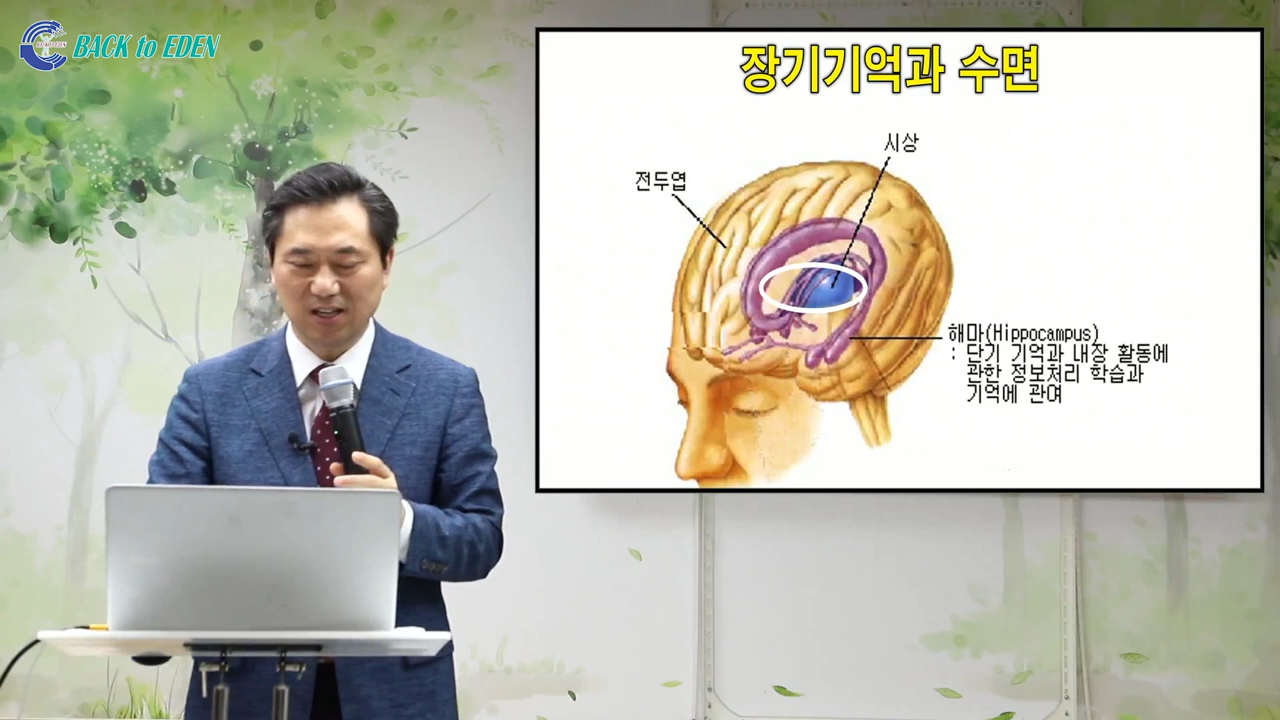 BACK to EDEN
장기기억과 수면
시상
전두엽
해마(Hippocampus)
: 단기 기억과 내장 활동에
관한 정보처리 학습과
기억에 관여